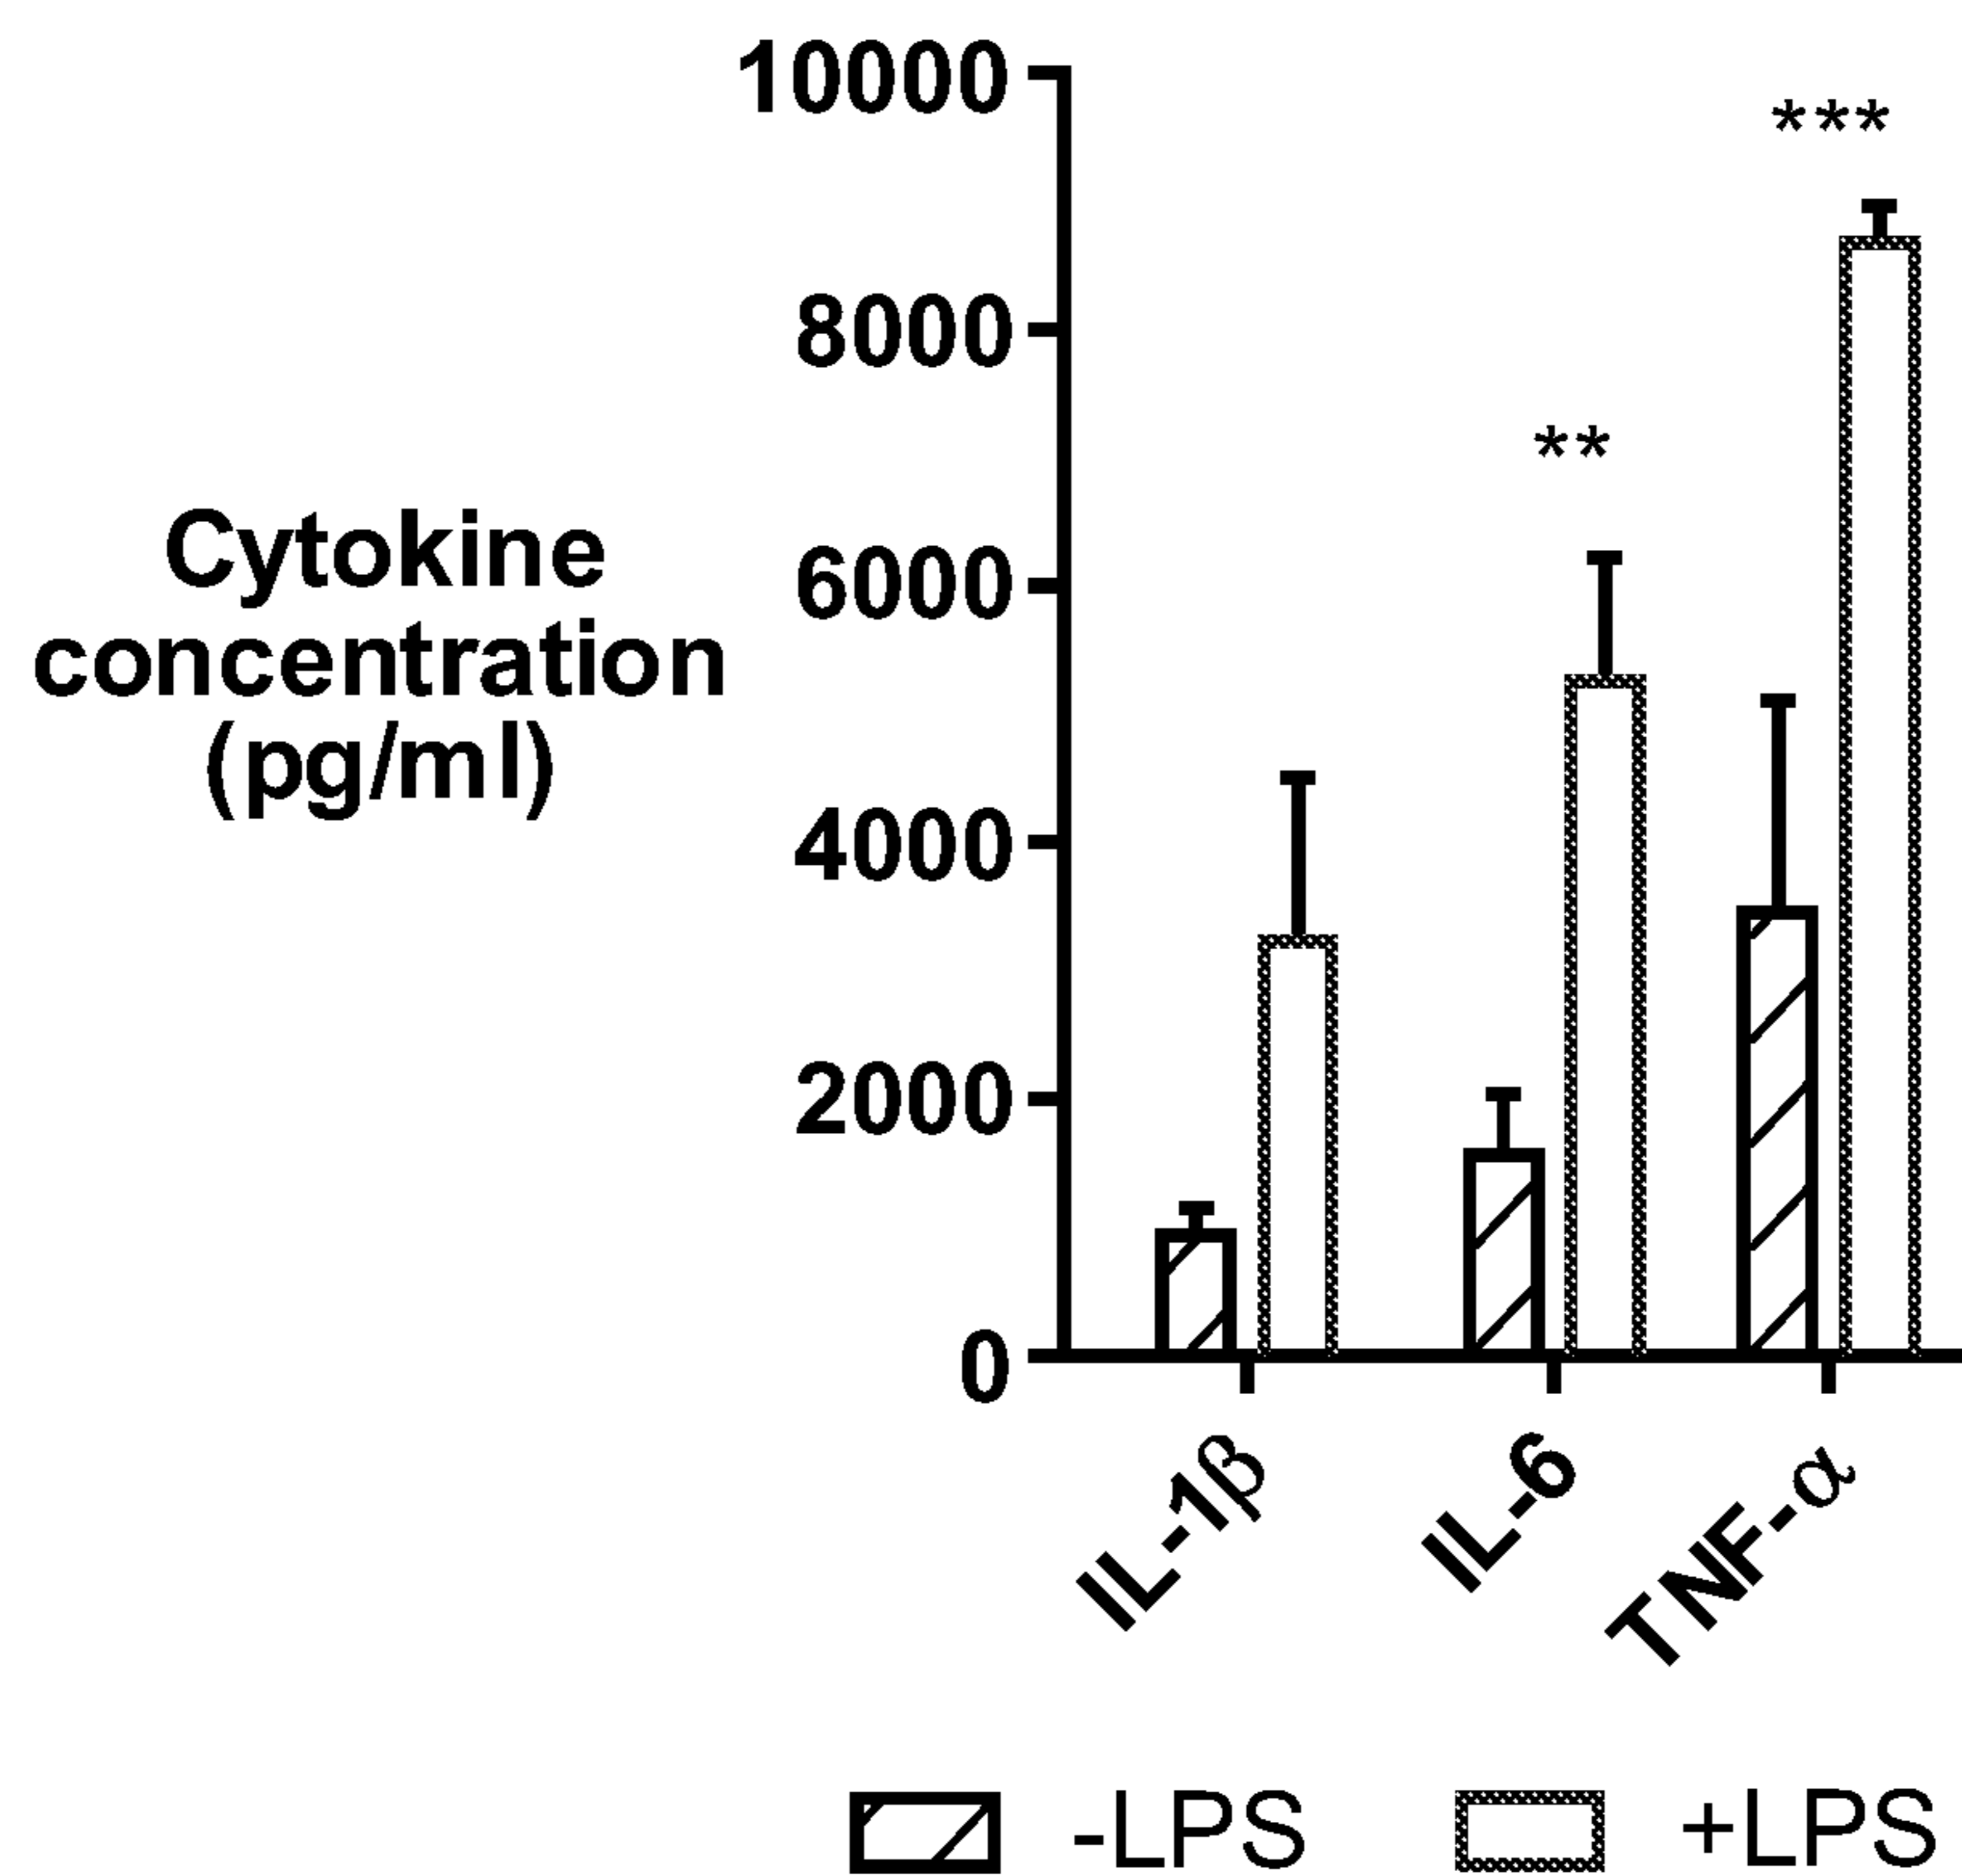 10000
***
8000
**
Cytokine
6000
concentration
(pg/ml)
4000
2000
0
IL-1β
IL-6
TNF-α
-LPS
+LPS